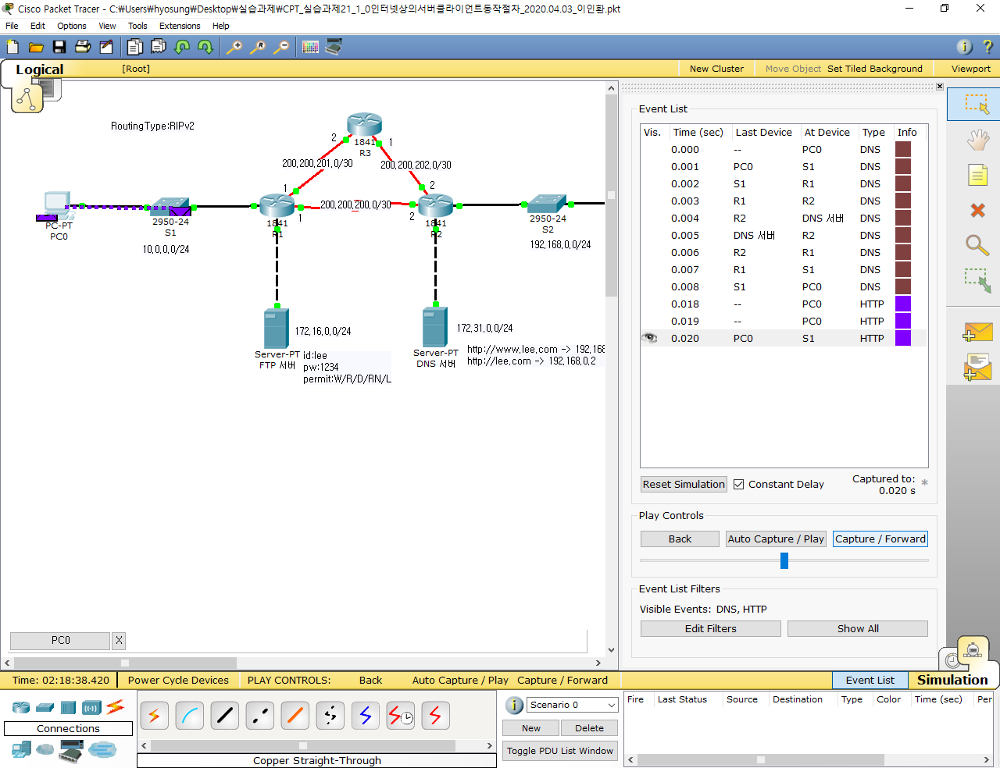 Cisco Packet Tracer - C:₩Users₩hyosung₩Desktop₩실습과제₩CPT_실습과제21_1_0인터넷상의서버클라이언트동작절차_2020.04.03_이인환.pkt
File Edit Options View Tools Extensions Help
Logical [Root] New Cluster Move Object Set Tiled Background Viewport
RoutingType:RIPv2
2 1841 1
R3
200,200,201,0/30 200,200,202,0/30
1 2
200,200,200,0/30
1 2
PC-PT
PC0
2950-24
S1
1841
R1
1841
R2
2950-24
S2
10,0,0,0/24
192,168,0,0/24
172,16,0,0/24
172,31,0,0/24
Server-PT
FTP 서버
id:lee
pw:1234
permit:W/R/D/RN/L
Server-PT
DNS 서버
http://www.lee.com -> 192,168
http://lee.com -> 192,168,0,2
PC0 X
Event List
Vis. Time (sec) Last Device At Device Type Info
0.000 -- PC0 DNS
0.001 PC0 S1 DNS
0.002 S1 R1 DNS
0.003 R1 R2 DNS
0.004 R2 DNS 서버 DNS
0.005 DNS 서버 R2 DNS
0.006 R2 R1 DNS
0.007 R1 S1 DNS
0.008 S1 PC0 DNS
0.018 -- PC0 HTTP
0.019 -- PC0 HTTP
0.020 PC0 S1 HTTP
Reset Simulation Constant Delay Captured to: *
0.020 s
Play Controls
Back Auto Capture / Play Capture / Forward
Event List Filters
Visible Events: DNS, HTTP
Edit Filters Show All
Time: 02:18:38.420 Power Cycle Devices PLAY CONTROLS: Back Auto Capture / Play Capture / Forward Event List Simulation
Connections
Copper Straight-Through
Scenario 0
New Delete
Toggle PDU List Window
Fire Last Status Source Destination Type Color Time (sec) Per